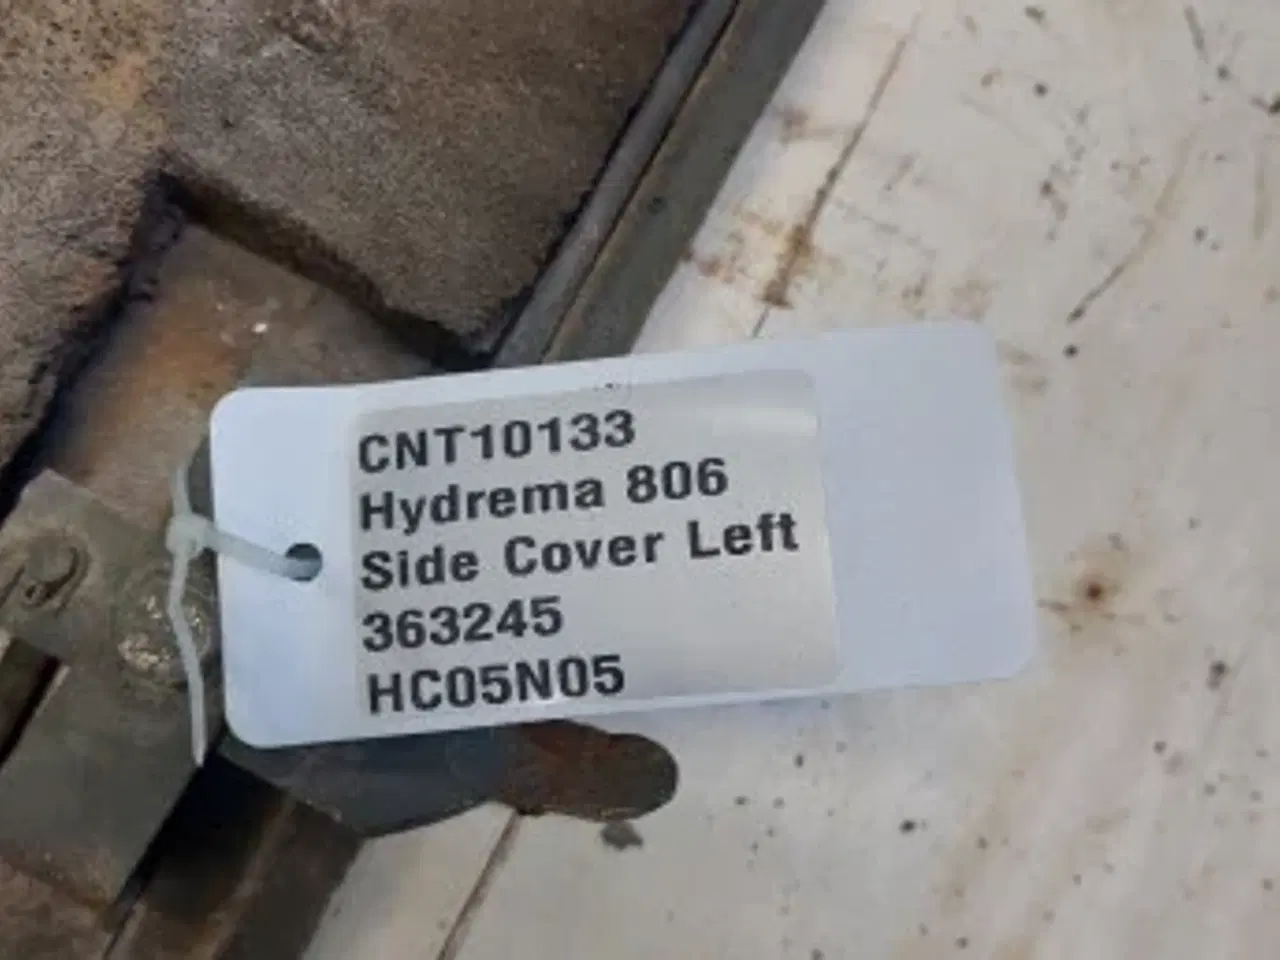 CNT10133
Hydrema 806
Side Cover Left
363245
HC05N05